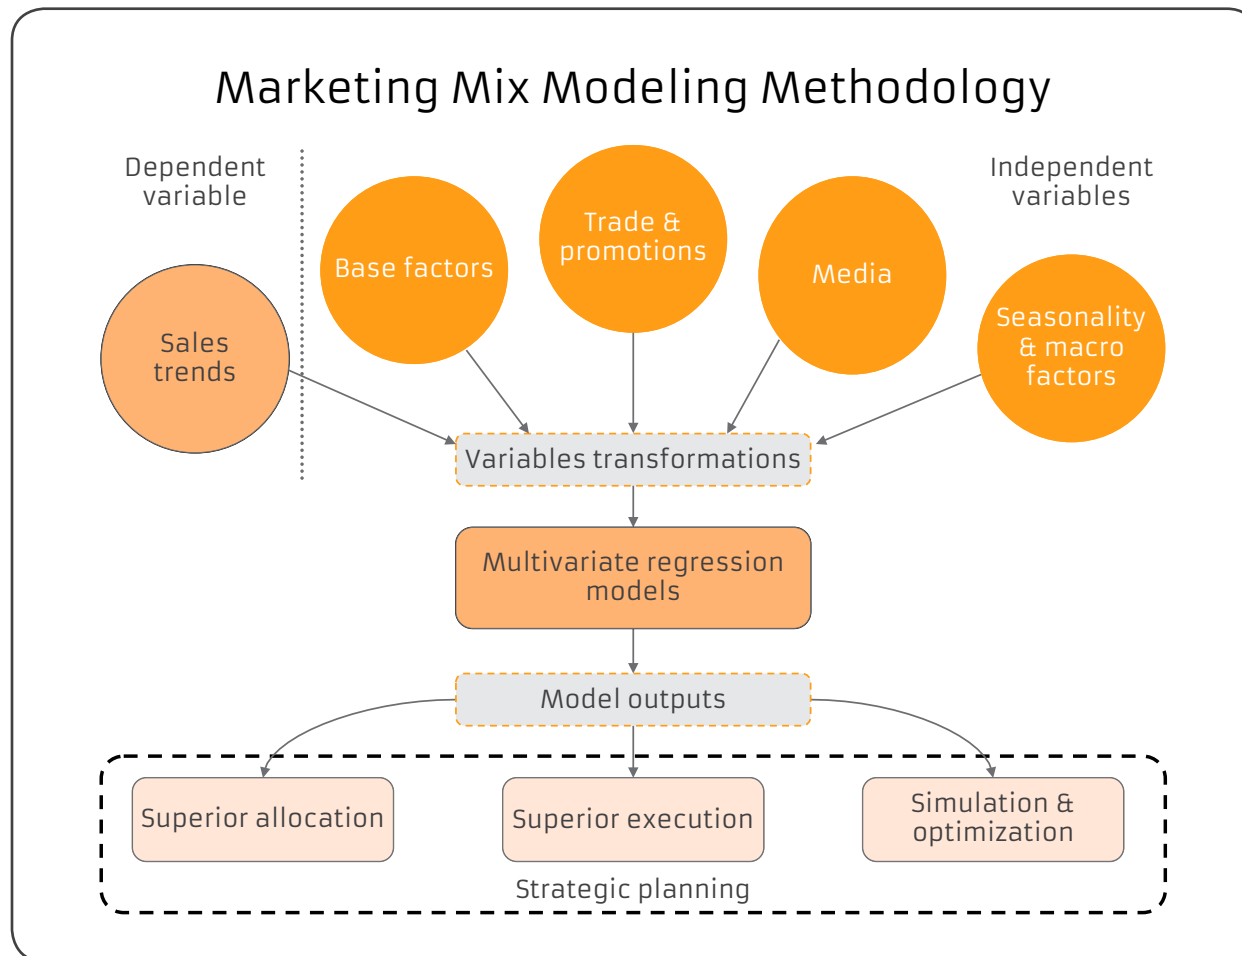 Marketing Mix Modeling Methodology
Dependent
variable
Independent
variables
Sales
trends
Base factors
Trade &
promotions
Media
Seasonality
& macro
factors
Variables transformations
Multivariate regression
models
Model outputs
Superior allocation
Superior execution
Simulation &
optimization
Strategic planning